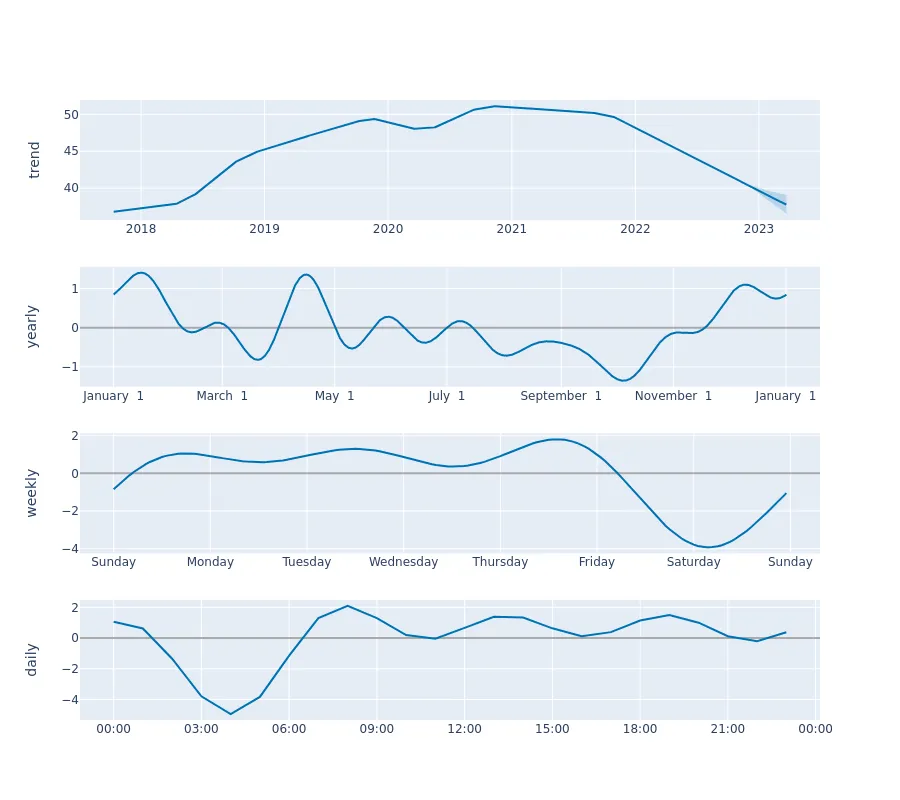 trend
50
45
40
2018 2019 2020 2021 2022 2023
yearly
1
0
−1
January 1 March 1 May 1 July 1 September 1 November 1 January 1
weekly
2
0
−2
−4
Sunday Monday Tuesday Wednesday Thursday Friday Saturday Sunday
daily
2
0
−2
−4
00:00 03:00 06:00 09:00 12:00 15:00 18:00 21:00 00:00